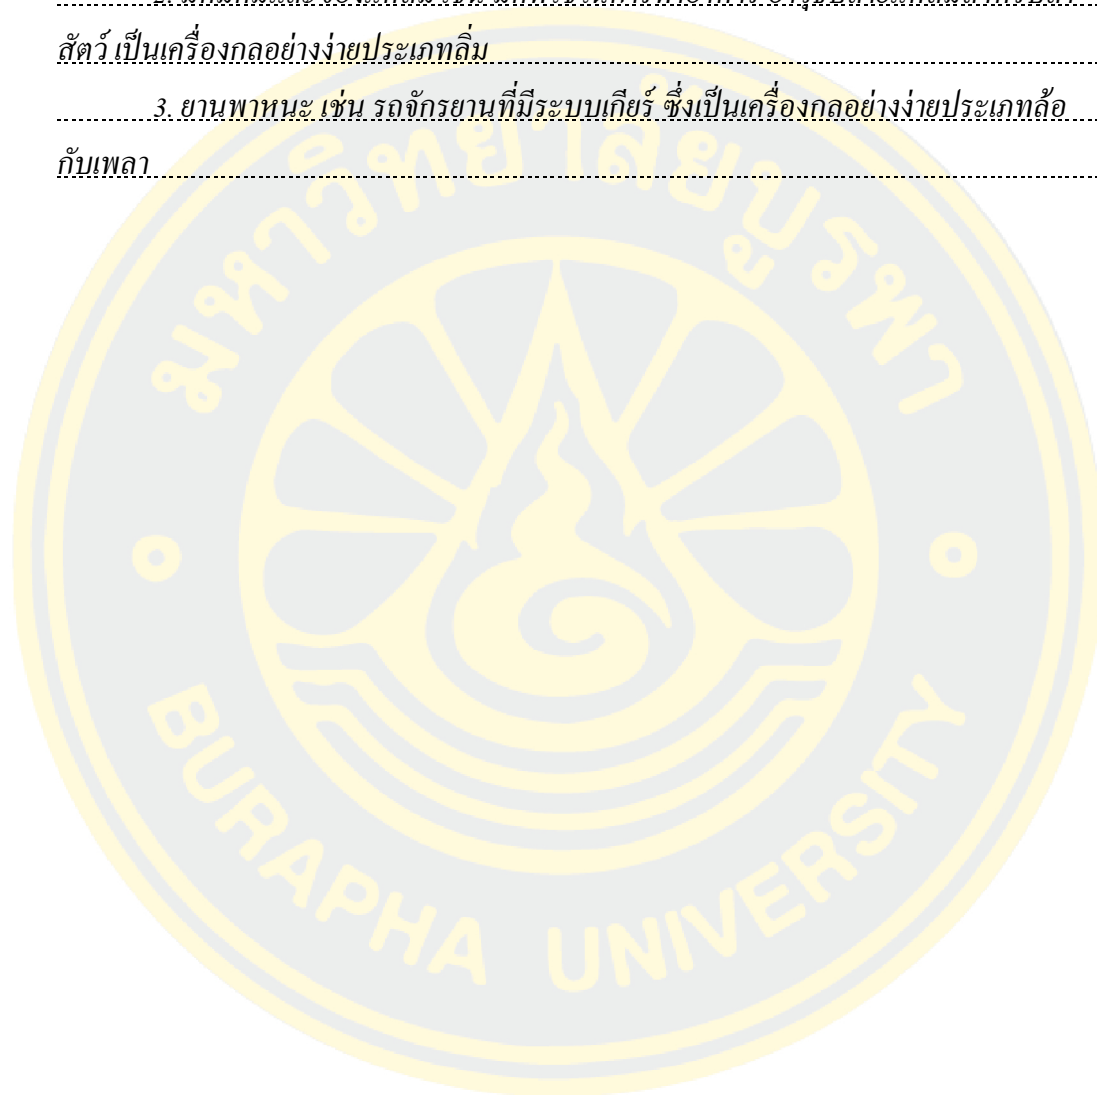 สัตว์ เป็นเครื่องกลอย่างง่ายประเภทลิ่ม
3. ยานพาหนะ เช่น รถจักรยานที่มีระบบเกียร์ ซึ่งเป็นเครื่องกลอย่างง่ายประเภทล้อ
กับเพลา
มหาวิทยาลัยบูรพา
BURAPHA UNIVERSITY